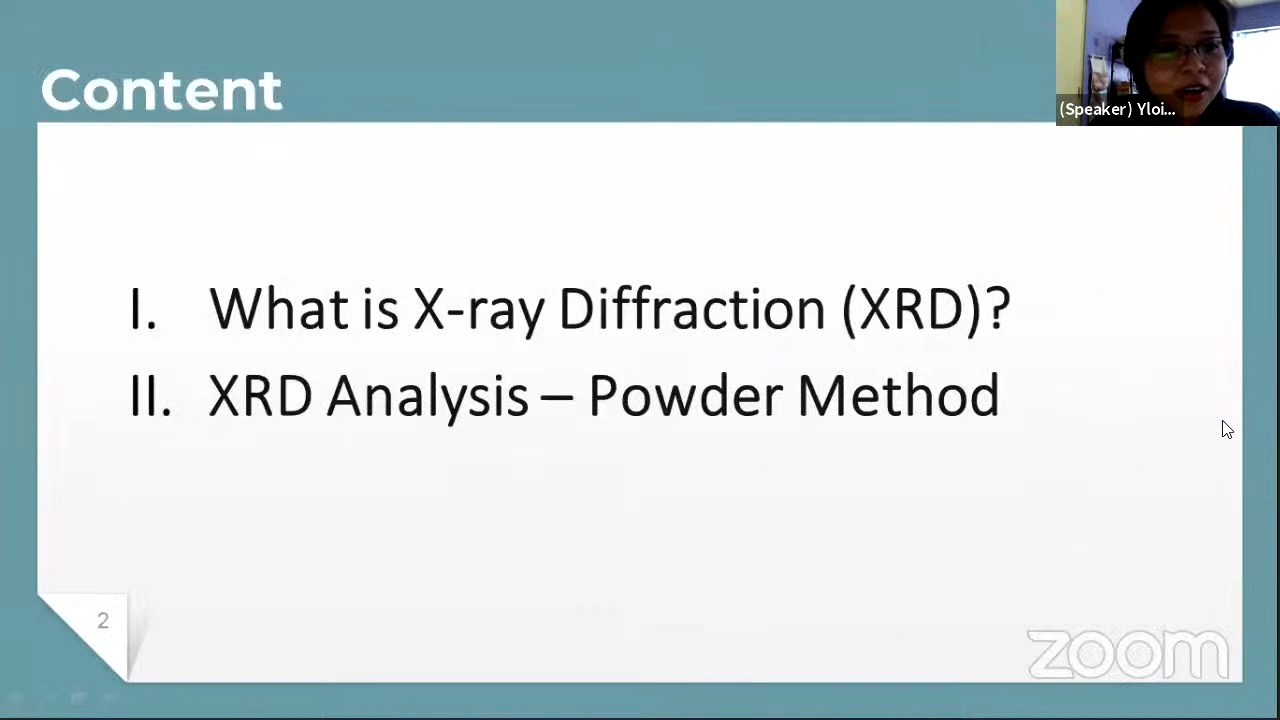 Content
(Speaker) Yloi...
I. What is X-ray Diffraction (XRD)?
II. XRD Analysis – Powder Method
2
zoom